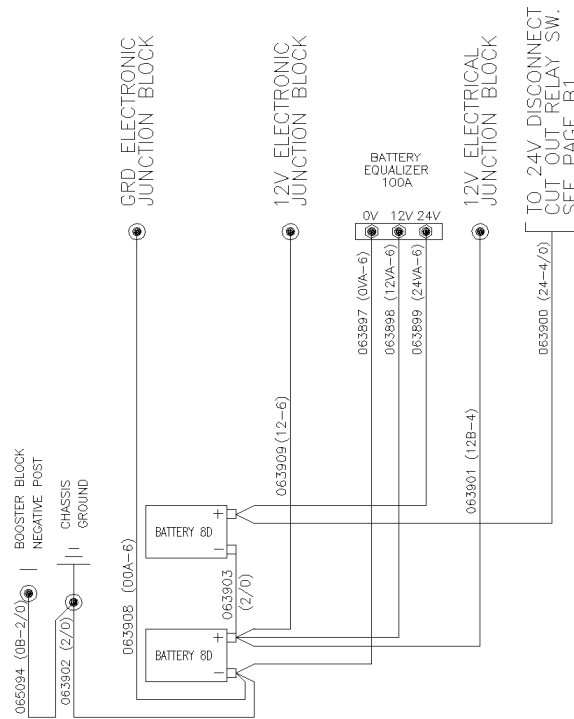 GRD ELECTRONIC
JUNCTION BLOCK
12V ELECTRONIC
JUNCTION BLOCK
BATTERY
EQUALIZER
100A
0V 12V 24V
12V ELECTRICAL
JUNCTION BLOCK
TO 24V DISCONNECT
CUT OUT RELAY SW.
SEE PAGE B1
063897 (0VA-6)
063898 (12VA-6)
063899 (24VA-6)
063900 (24-4/0)
063909 (12-6)
063901 (12B-4)
BOOSTER BLOCK
NEGATIVE POST
CHASSIS
GROUND
065094 (0B-2/0)
063902 (2/0)
063908 (00A-6)
BATTERY 8D
- +
063903
(2/0)
BATTERY 8D
- +